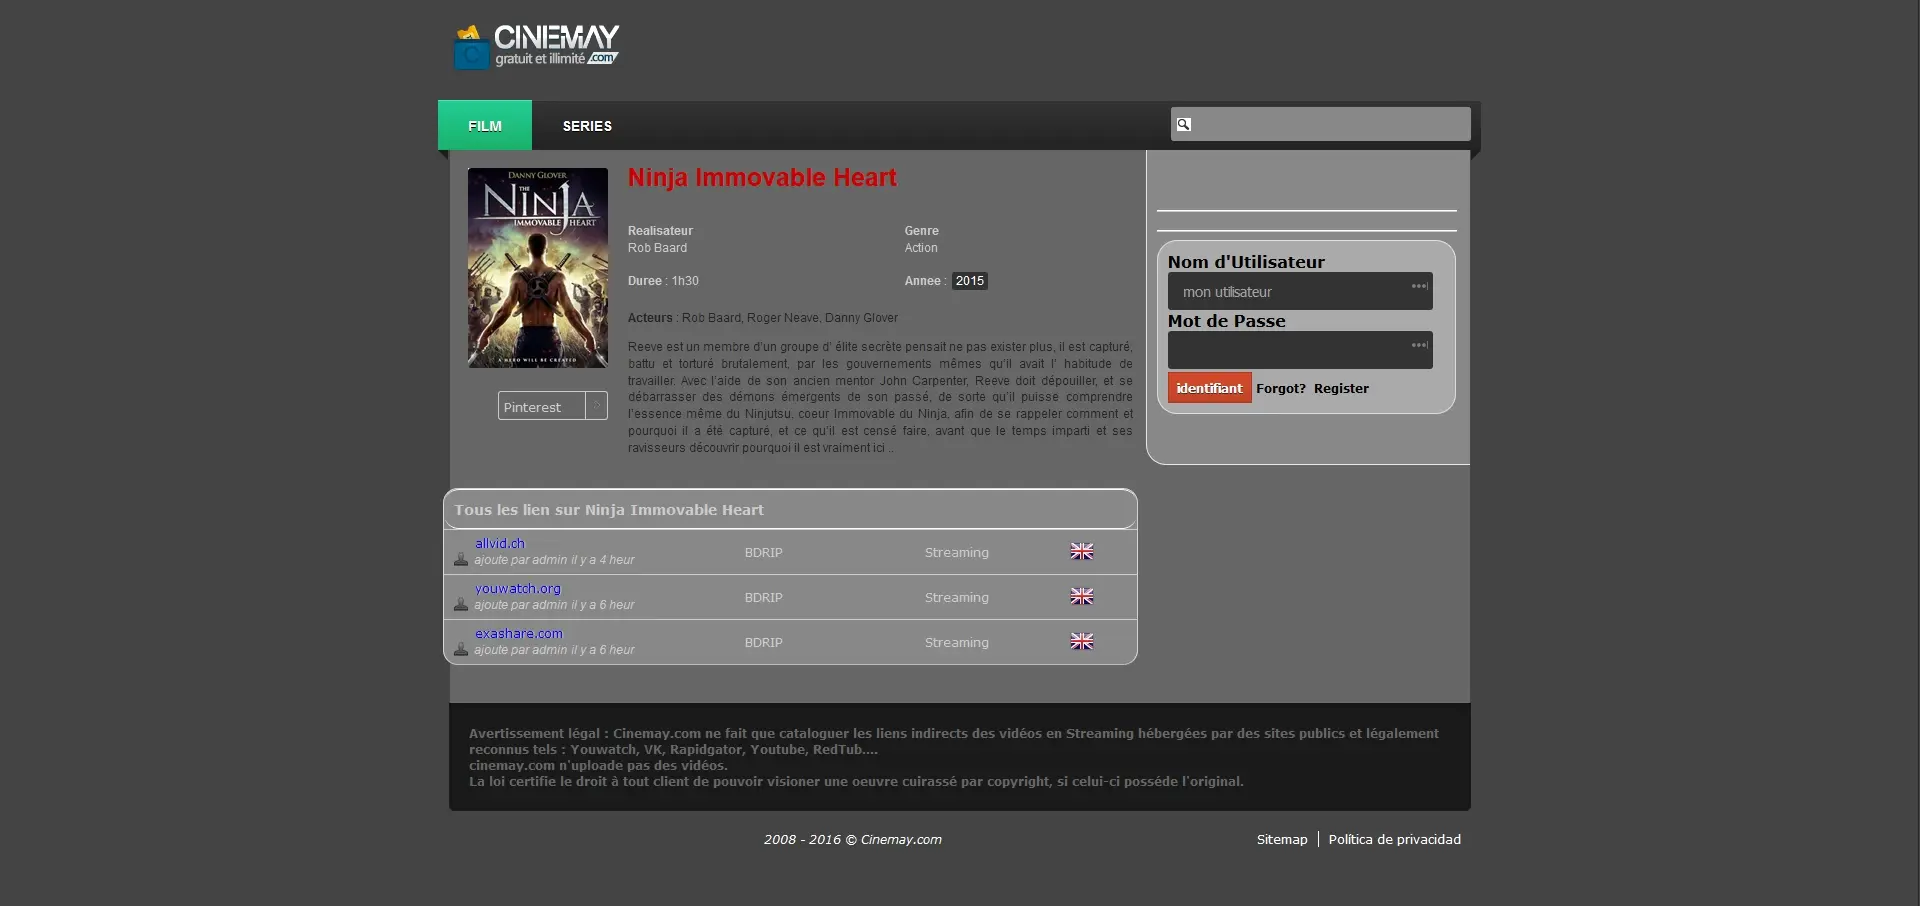 CINEMAY
gratuit et illimité .com
FILM
SERIES
DANNY GLOVER
THE
NINJA
IMMOVABLE HEART
A HERO WILL BE CREATED
Pinterest
Ninja Immovable Heart
Realisateur
Rob Baard
Genre
Action
Duree : 1h30
Annee : 2015
Acteurs : Rob Baard, Roger Neave, Danny Glover
Reeve est un membre d'un groupe d' élite secrète pensait ne pas exister plus, il est capturé,
battu et torturé brutalement, par les gouvernements mêmes qu'il avait l' habitude de
travailler. Avec l'aide de son ancien mentor John Carpenter, Reeve doit dépouiller, et se
débarrasser des démons émergents de son passé, de sorte qu'il puisse comprendre
l'essence même du Ninjutsu, coeur Immovable du Ninja, afin de se rappeler comment et
pourquoi il a été capturé, et ce qu'il est censé faire, avant que le temps imparti et ses
ravisseurs découvrir pourquoi il est vraiment ici ..
Nom d'Utilisateur
mon utilisateur
Mot de Passe
identifiant Forgot? Register
Tous les lien sur Ninja Immovable Heart
allvid.ch
ajoute par admin il y a 4 heur
BDRIP
Streaming
youwatch.org
ajoute par admin il y a 6 heur
BDRIP
Streaming
exashare.com
ajoute par admin il y a 6 heur
BDRIP
Streaming
Avertissement légal : Cinemay.com ne fait que cataloguer les liens indirects des vidéos en Streaming hébergées par des sites publics et légalement
reconnus tels : Youwatch, VK, Rapidgator, Youtube, RedTub....
cinemay.com n'uploade pas des vidéos.
La loi certifie le droit à tout client de pouvoir visioner une oeuvre cuirassé par copyright, si celui-ci posséde l'original.
2008 - 2016 © Cinemay.com
Sitemap
Política de privacidad